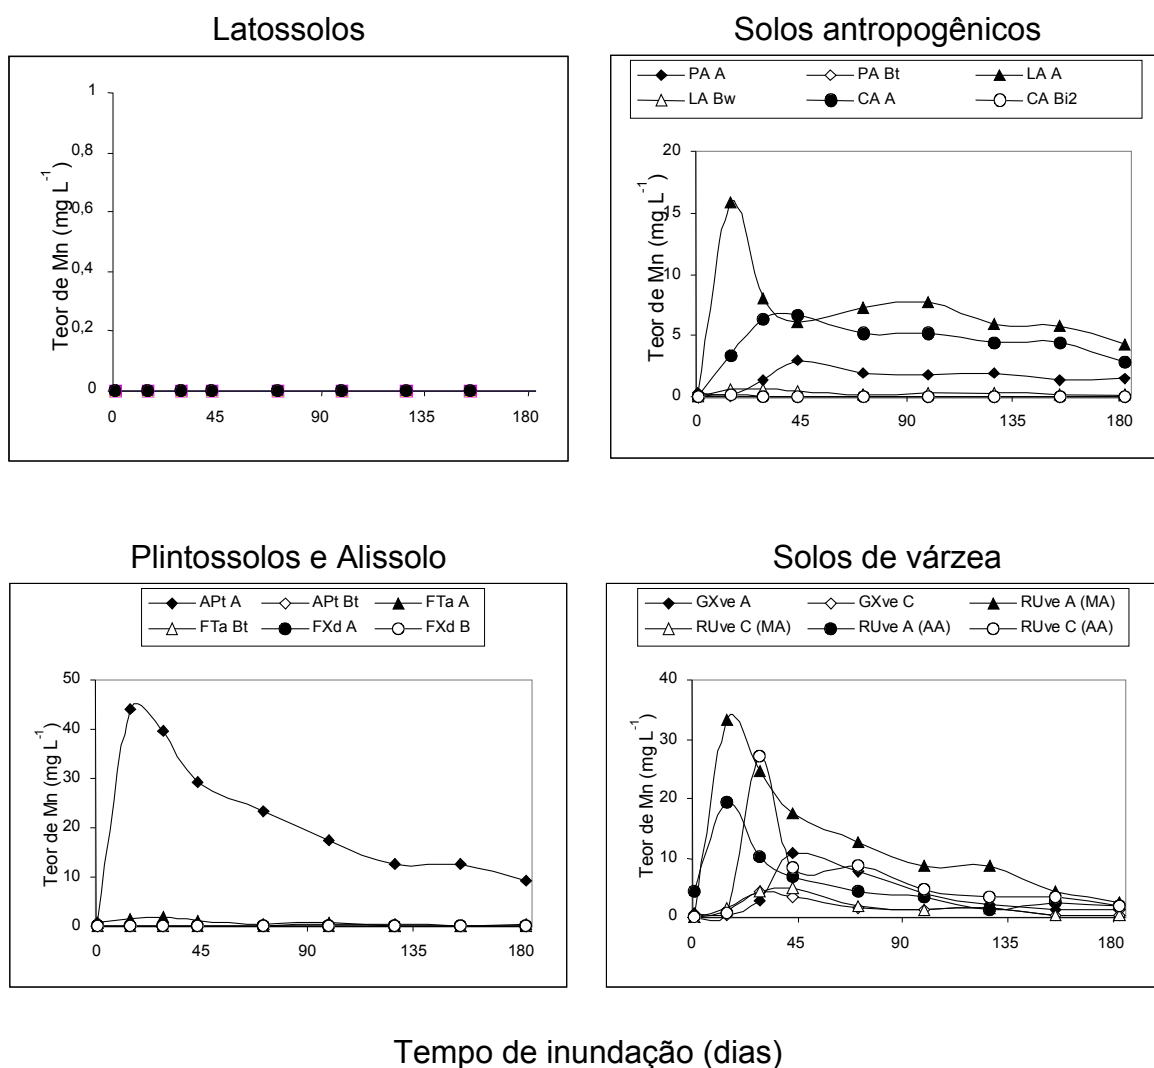 Latossolos
Teor de Mn (mg L-1)
1
0,8
0,6
0,4
0,2
0
0 45 90 135 180
Solos antropogênicos
PA A PA Bt LA A
LA Bw CA A CA Bi2
Teor de Mn (mg L-1)
20
15
10
5
0
0 45 90 135 180
Plintossolos e Alissolo
APt A APt Bt FTa A
FTa Bt FXd A FXd B
Teor de Mn (mg L-1)
50
40
30
20
10
0
0 45 90 135 180
Solos de várzea
GXve A GXve C RUve A (MA)
RUve C (MA) RUve A (AA) RUve C (AA)
Teor de Mn (mg L-1)
40
30
20
10
0
0 45 90 135 180
Tempo de inundação (dias)